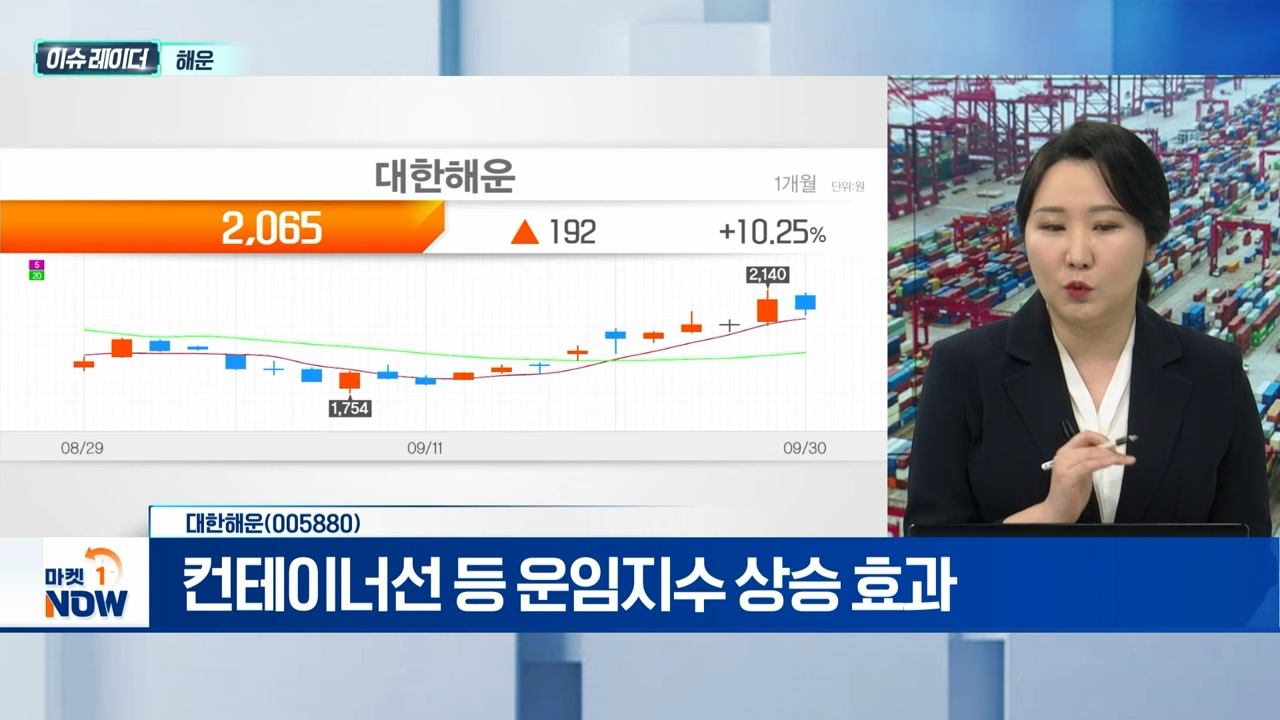 이슈 레이더 해운
대한해운
1개월 단위:원
2,065 ▲ 192 +10.25%
5
20
2,140
1,754
08/29 09/11 09/30
대한해운(005880)
마켓 1
NOW
컨테이너선 등 운임지수 상승 효과